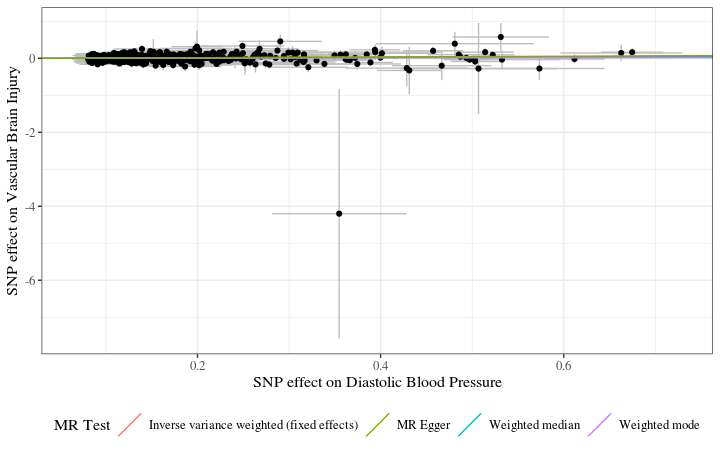 SNP effect on Vascular Brain Injury
0
-2
-4
-6
0.2
0.4
0.6
SNP effect on Diastolic Blood Pressure
MR Test
Inverse variance weighted (fixed effects)
MR Egger
Weighted median
Weighted mode